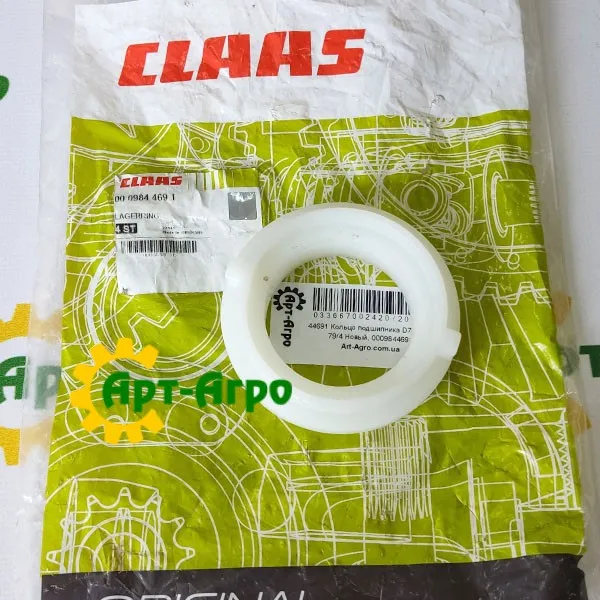 CLAAS
CLAAS
00 0984 469 1
LAGERRING
4 ST
Арт-Агро
033667002420/20
44691 Кольцо подшипника D7
79/4 Новый, 000984469
Art-Agro.com.ua
Арт-Агро
ORIGINAL